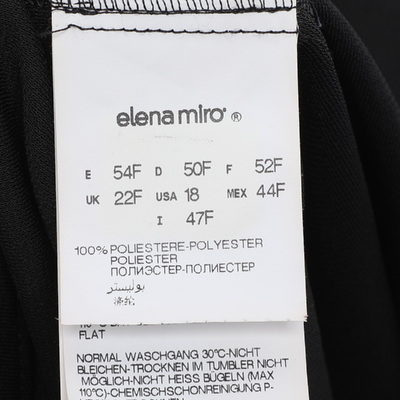 elena mirò ®
E 54F D 50F F 52F
UK 22F USA 18 MEX 44F
I 47F
100% POLIESTERE-POLYESTER
POLIESTER
ПОЛИЭСТЕР-ПОЛИЕСТЕР
بوليستر
FLAT
NORMAL WASCHGANG 30°C-NICHT
BLEICHEN-TROCKNEN IM TUMBLER NICHT
MÖGLICH-NICHT HEISS BÜGELN (MAX
110°C)-CHEMISCHSCHONREINIGUNG P-